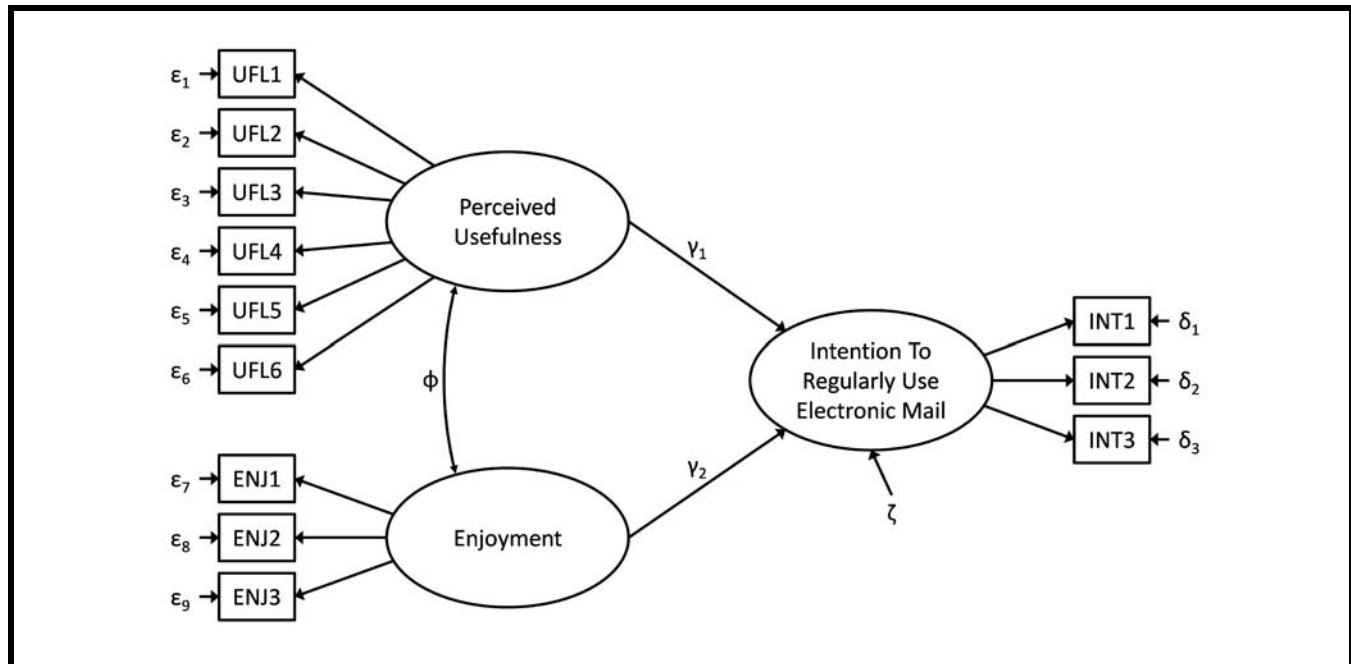 ε1
UFL1
ε2
UFL2
ε3
UFL3
ε4
UFL4
ε5
UFL5
ε6
UFL6
Perceived
Usefulness
γ1
ϕ
ε7
ENJ1
ε8
ENJ2
ε9
ENJ3
Enjoyment
γ2
Intention To
Regularly Use
Electronic Mail
ζ
INT1
δ1
INT2
δ2
INT3
δ3